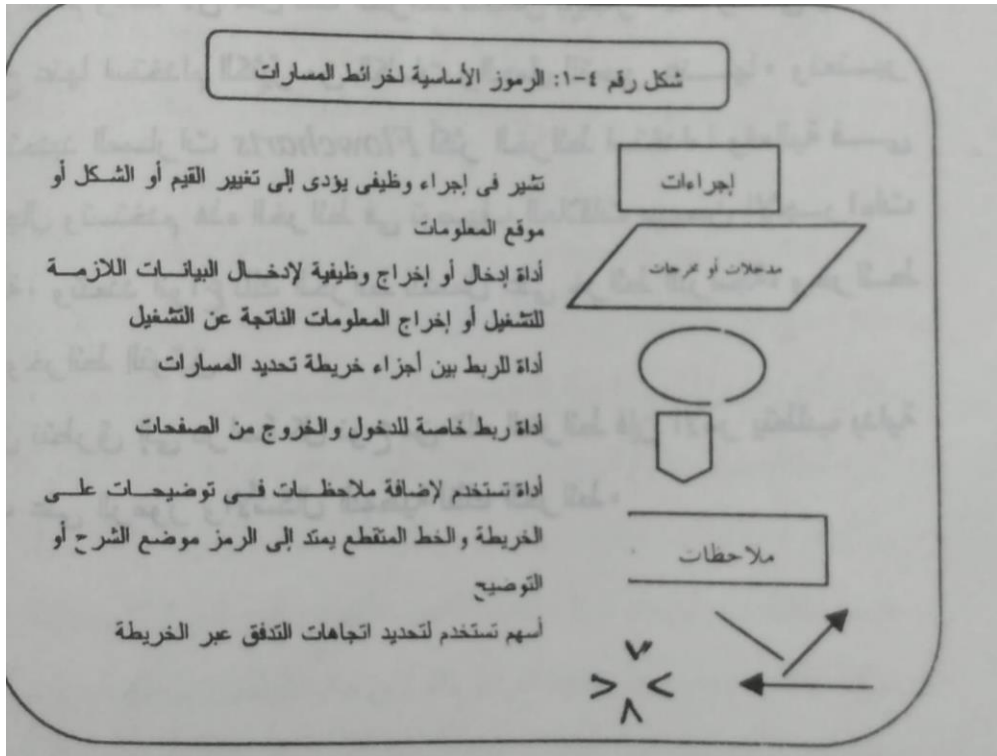 شكل رقم ٤-١: الرموز الأساسية لخرائط المسارات
إجراءات
تشير فى إجراء وظيفى يؤدى إلى تغيير القيم أو الشكل أو
موقع المعلومات
مدخلات أو مخرجات
أداة إدخال أو إخراج وظيفية لإدخال البيانات اللازمة
للتشغيل أو إخراج المعلومات الناتجة عن التشغيل
أداة للربط بين أجزاء خريطة تحديد المسارات
أداة ربط خاصة للدخول والخروج من الصفحات
ملاحظات
أداة تستخدم لإضافة ملاحظات فى توضيحات على
الخريطة والخط المتقطع يمتد إلى الرمز موضع الشرح أو
التوضيح
أسهم تستخدم لتحديد اتجاهات التدفق عبر الخريطة